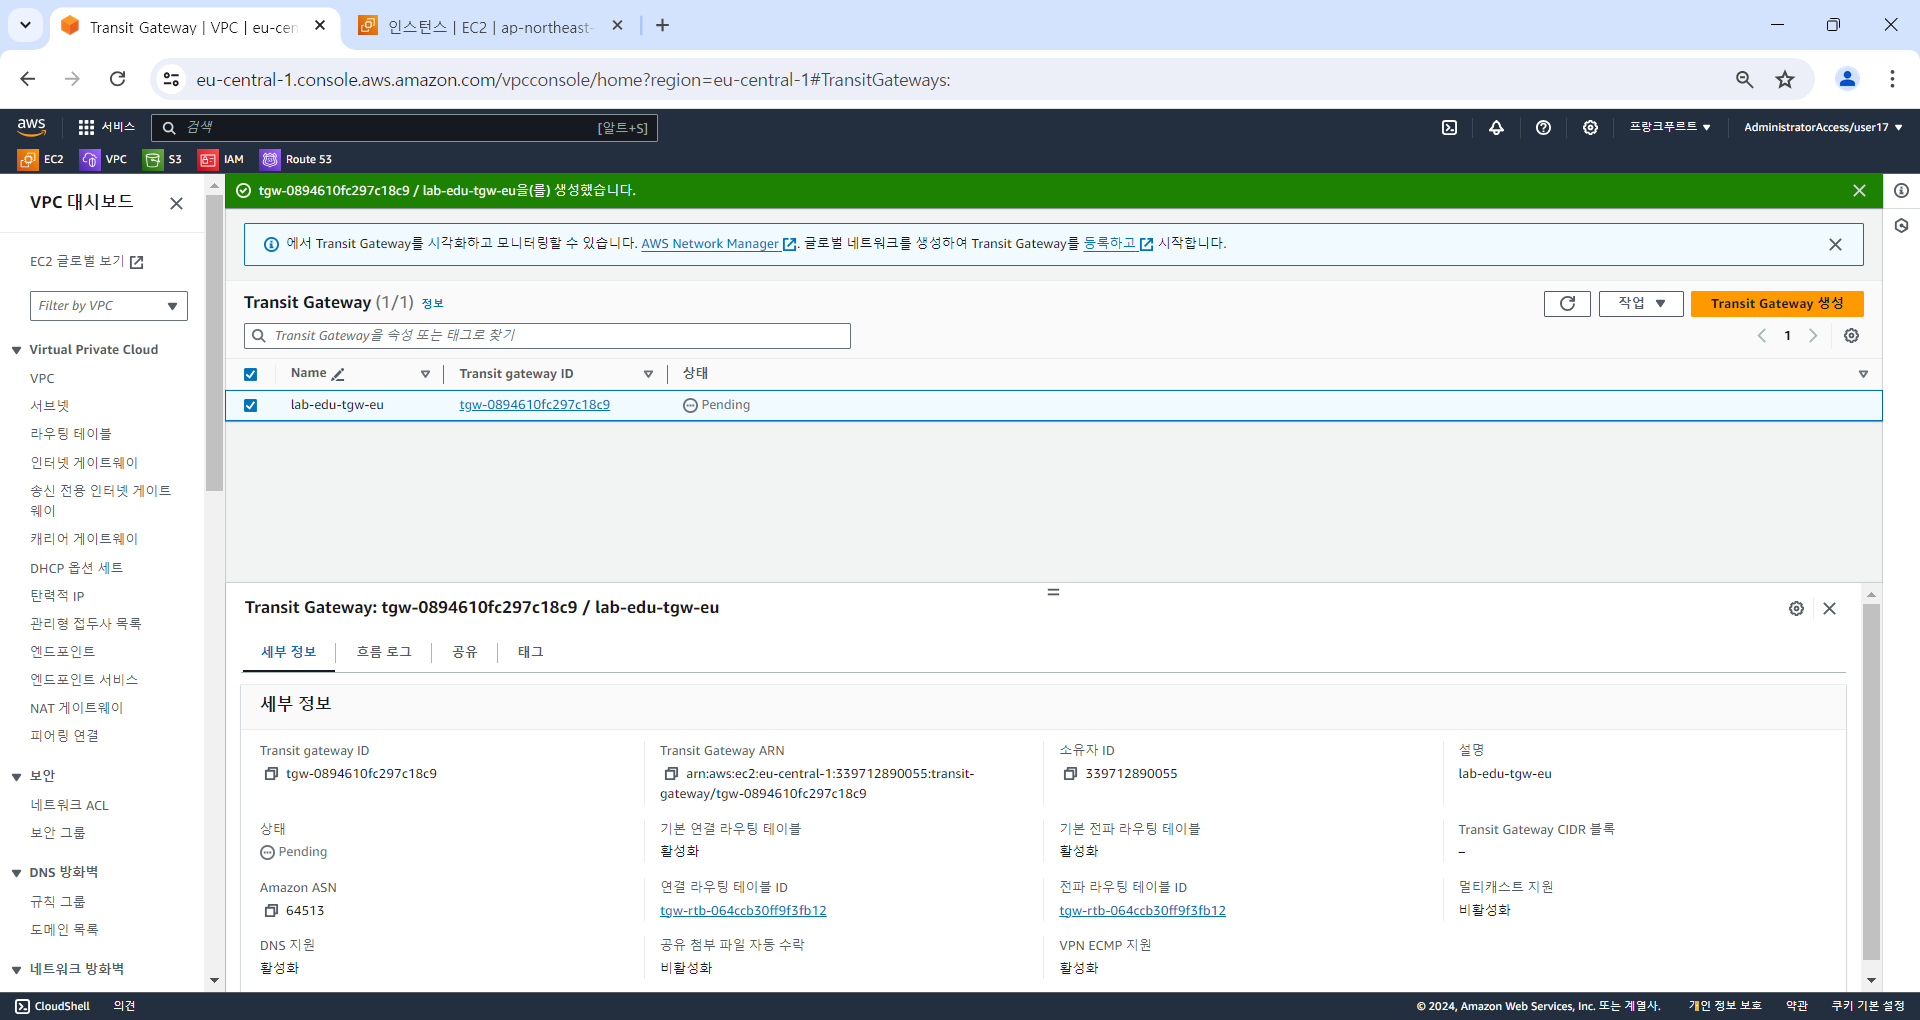 Transit Gateway | VPC | eu-cen
인스턴스 | EC2 | ap-northeast-
eu-central-1.console.aws.amazon.com/vpcconsole/home?region=eu-central-1#TransitGateways:
aws
서비스
검색
[알트+S]
프랑크푸르트 ▼
AdministratorAccess/user17 ▼
EC2
VPC
S3
IAM
Route 53
VPC 대시보드
EC2 글로벌 보기
Filter by VPC
Virtual Private Cloud
VPC
서브넷
라우팅 테이블
인터넷 게이트웨이
송신 전용 인터넷 게이트
웨이
캐리어 게이트웨이
DHCP 옵션 세트
탄력적 IP
관리형 접두사 목록
엔드포인트
엔드포인트 서비스
NAT 게이트웨이
피어링 연결
보안
네트워크 ACL
보안 그룹
DNS 방화벽
규칙 그룹
도메인 목록
네트워크 방화벽
tgw-0894610fc297c18c9 / lab-edu-tgw-eu을(를) 생성했습니다.
에서 Transit Gateway를 시각화하고 모니터링할 수 있습니다. AWS Network Manager . 글로벌 네트워크를 생성하여 Transit Gateway를 등록하고 시작합니다.
Transit Gateway (1/1) 정보
작업 ▼
Transit Gateway 생성
Transit Gateway을 속성 또는 태그로 찾기
1
Name
Transit gateway ID
상태
lab-edu-tgw-eu
tgw-0894610fc297c18c9
Pending
Transit Gateway: tgw-0894610fc297c18c9 / lab-edu-tgw-eu
세부 정보
흐름 로그
공유
태그
세부 정보
Transit gateway ID
tgw-0894610fc297c18c9
Transit Gateway ARN
arn:aws:ec2:eu-central-1:339712890055:transit-
gateway/tgw-0894610fc297c18c9
소유자 ID
339712890055
설명
lab-edu-tgw-eu
상태
Pending
기본 연결 라우팅 테이블
활성화
기본 전파 라우팅 테이블
활성화
Transit Gateway CIDR 블록
–
Amazon ASN
64513
연결 라우팅 테이블 ID
tgw-rtb-064ccb30ff9f3fb12
전파 라우팅 테이블 ID
tgw-rtb-064ccb30ff9f3fb12
멀티캐스트 지원
비활성화
DNS 지원
활성화
공유 첨부 파일 자동 수락
비활성화
VPN ECMP 지원
활성화
CloudShell
의견
© 2024, Amazon Web Services, Inc. 또는 계열사.
개인 정보 보호
약관
쿠키 기본 설정